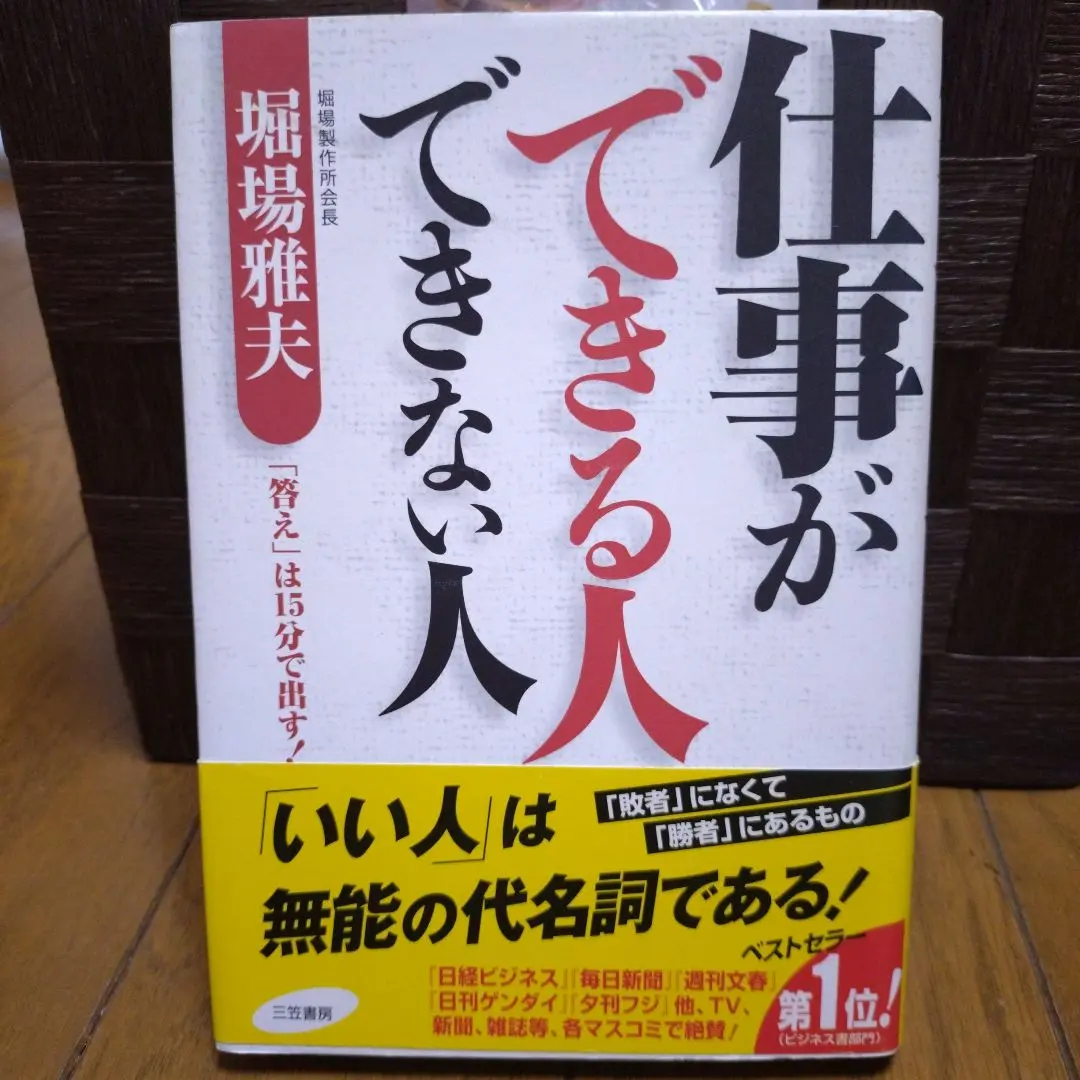 仕事が
できる人
できない人
堀場製作所会長
堀場雅夫
「答え」は15分で出す!
「敗者」になくて
「勝者」にあるもの
「いい人」は
無能の代名詞である!
ベストセラー
第1位!
(ビジネス書部門)
『日経ビジネス』『毎日新聞』『週刊文春』
『日刊ゲンダイ』『夕刊フジ』他、TV、
新聞、雑誌等、各マスコミで絶賛!
三笠書房